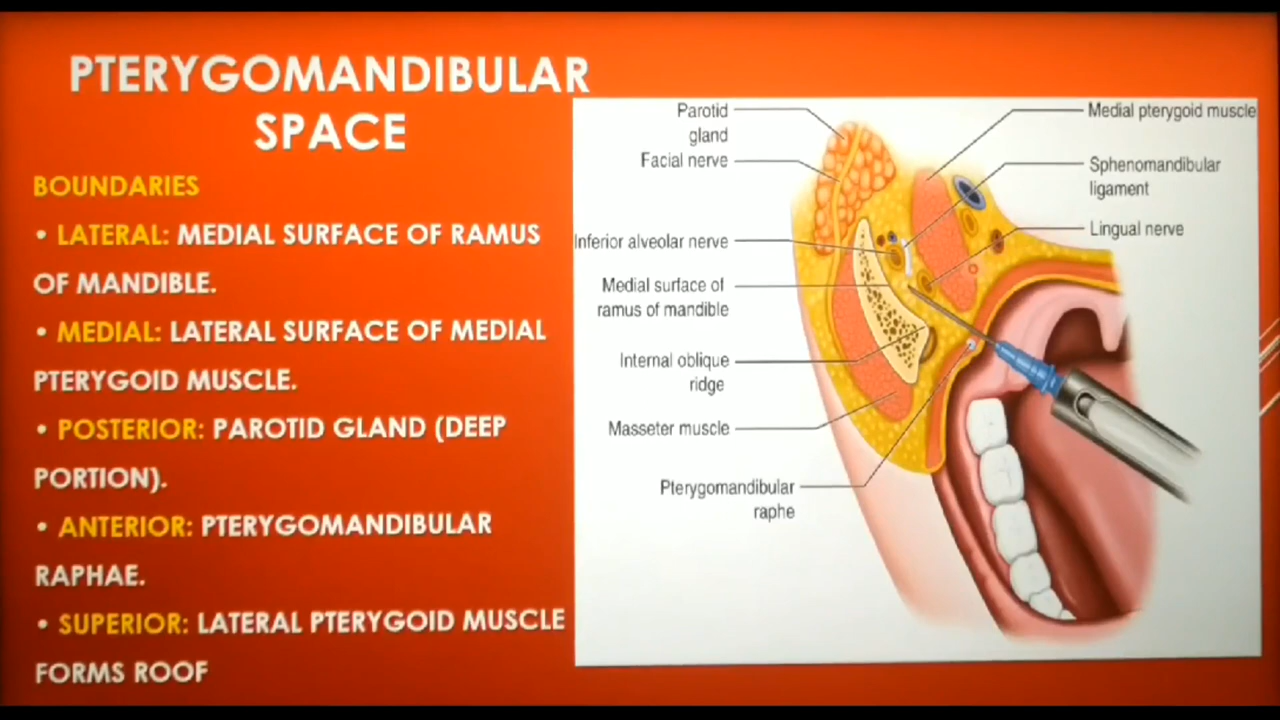 PTERYGOMANDIBULAR
SPACE
BOUNDARIES
• LATERAL: MEDIAL SURFACE OF RAMUS
OF MANDIBLE.
• MEDIAL: LATERAL SURFACE OF MEDIAL
PTERYGOID MUSCLE.
• POSTERIOR: PAROTID GLAND (DEEP
PORTION).
• ANTERIOR: PTERYGOMANDIBULAR
RAPHAE.
• SUPERIOR: LATERAL PTERYGOID MUSCLE
FORMS ROOF
Parotid
gland
Facial nerve
Inferior alveolar nerve
Medial surface of
ramus of mandible
Internal oblique
ridge
Masseter muscle
Pterygomandibular
raphe
Medial pterygoid muscle
Sphenomandibular
ligament
Lingual nerve